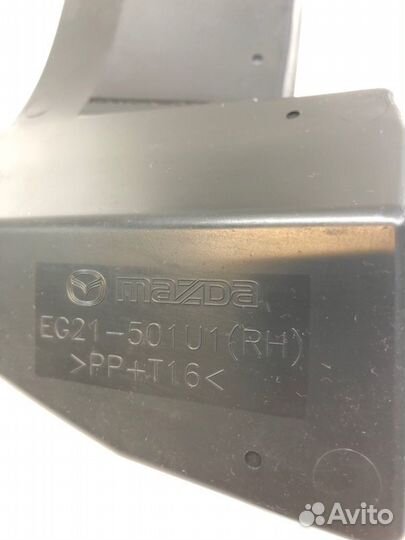 mazda
EG21-501U1(RH)
>PP+T16<
Avito